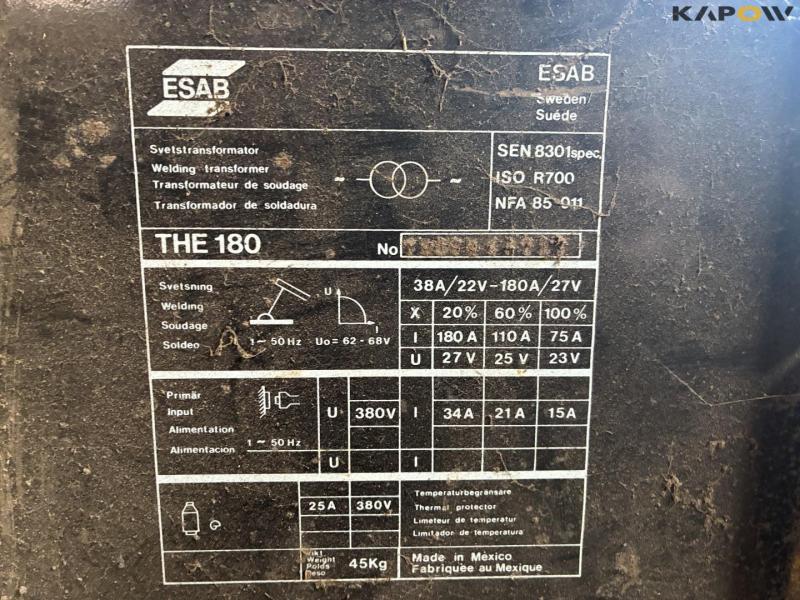 KAPOW
ESAB
ESAB
Sweden/
Suéde
Svetstransformator
Welding transformer
Transformateur de soudage
Transformador de soldadura
SEN 8301spec.
ISO R700
NFA 85 011
THE 180
No
Svetsning
Welding
Soudage
Soldeo
U
I
1 ~ 50 Hz Uo = 62 - 68V
38A/22V - 180A/27V
X 20% 60% 100%
I 180 A 110 A 75 A
U 27 V 25 V 23 V
Primär
Input
Alimentation
Alimentacion
1 ~ 50 Hz
U 380V I 34A 21A 15A
U I
25A 380V
Temperaturbegränsare
Thermal protector
Limeteur de temperatur
Limitador de temperatura
Vikt
Weight
Poids
Peso
45Kg
Made in México
Fabriquée au Mexique